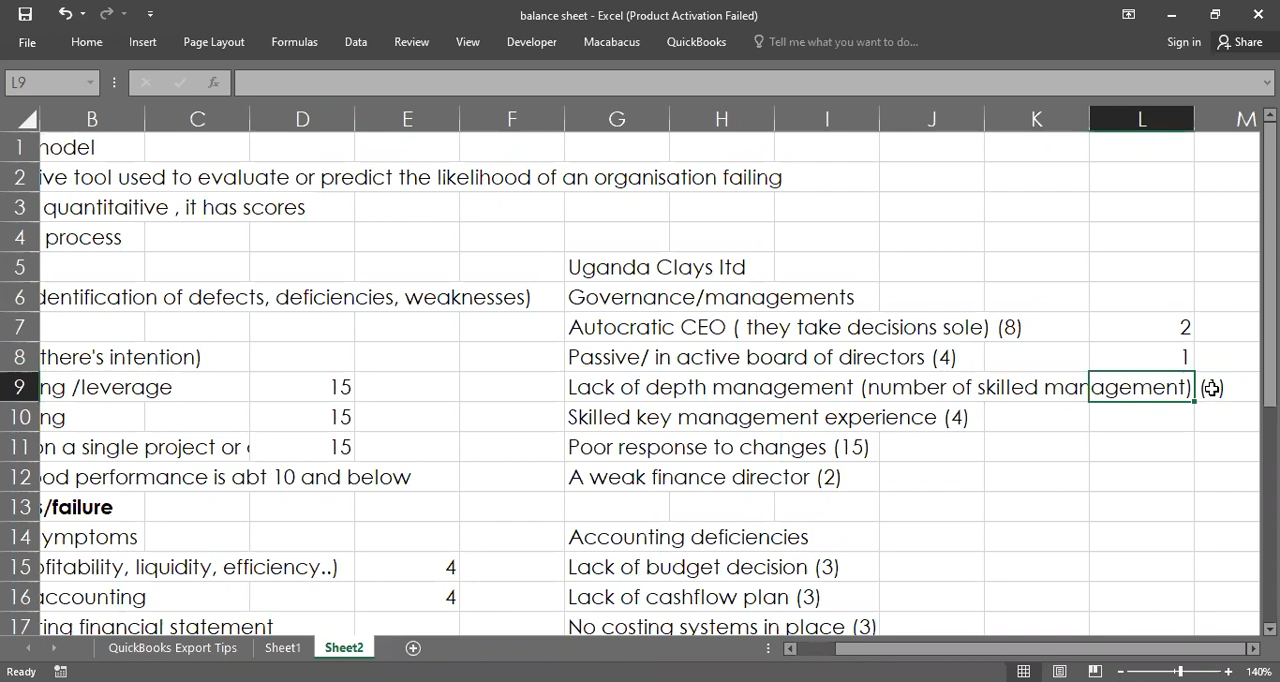 balance sheet - Excel (Product Activation Failed)
File Home Insert Page Layout Formulas Data Review View Developer Macabacus QuickBooks Tell me what you want to do... Sign in Share
L9 fx
B C D E F G H I J K L M
1 model
2 ive tool used to evaluate or predict the likelihood of an organisation failing
3 quantitaitive , it has scores
4 process
5 Uganda Clays ltd
6 dentification of defects, deficiencies, weaknesses) Governance/managements
7 Autocratic CEO ( they take decisions sole) (8) 2
8 there's intention) Passive/ in active board of directors (4) 1
9 ng /leverage 15 Lack of depth management (number of skilled management)
10 ng 15 Skilled key management experience (4)
11 on a single project or 15 Poor response to changes (15)
12 ood performance is abt 10 and below A weak finance director (2)
13 s/failure
14 ymptoms Accounting deficiencies
15 ofitability, liquidity, efficiency..) 4 Lack of budget decision (3)
16 accounting 4 Lack of cashflow plan (3)
17 ring financial statement No costing systems in place (3)
QuickBooks Export Tips Sheet1 Sheet2
Ready 140%